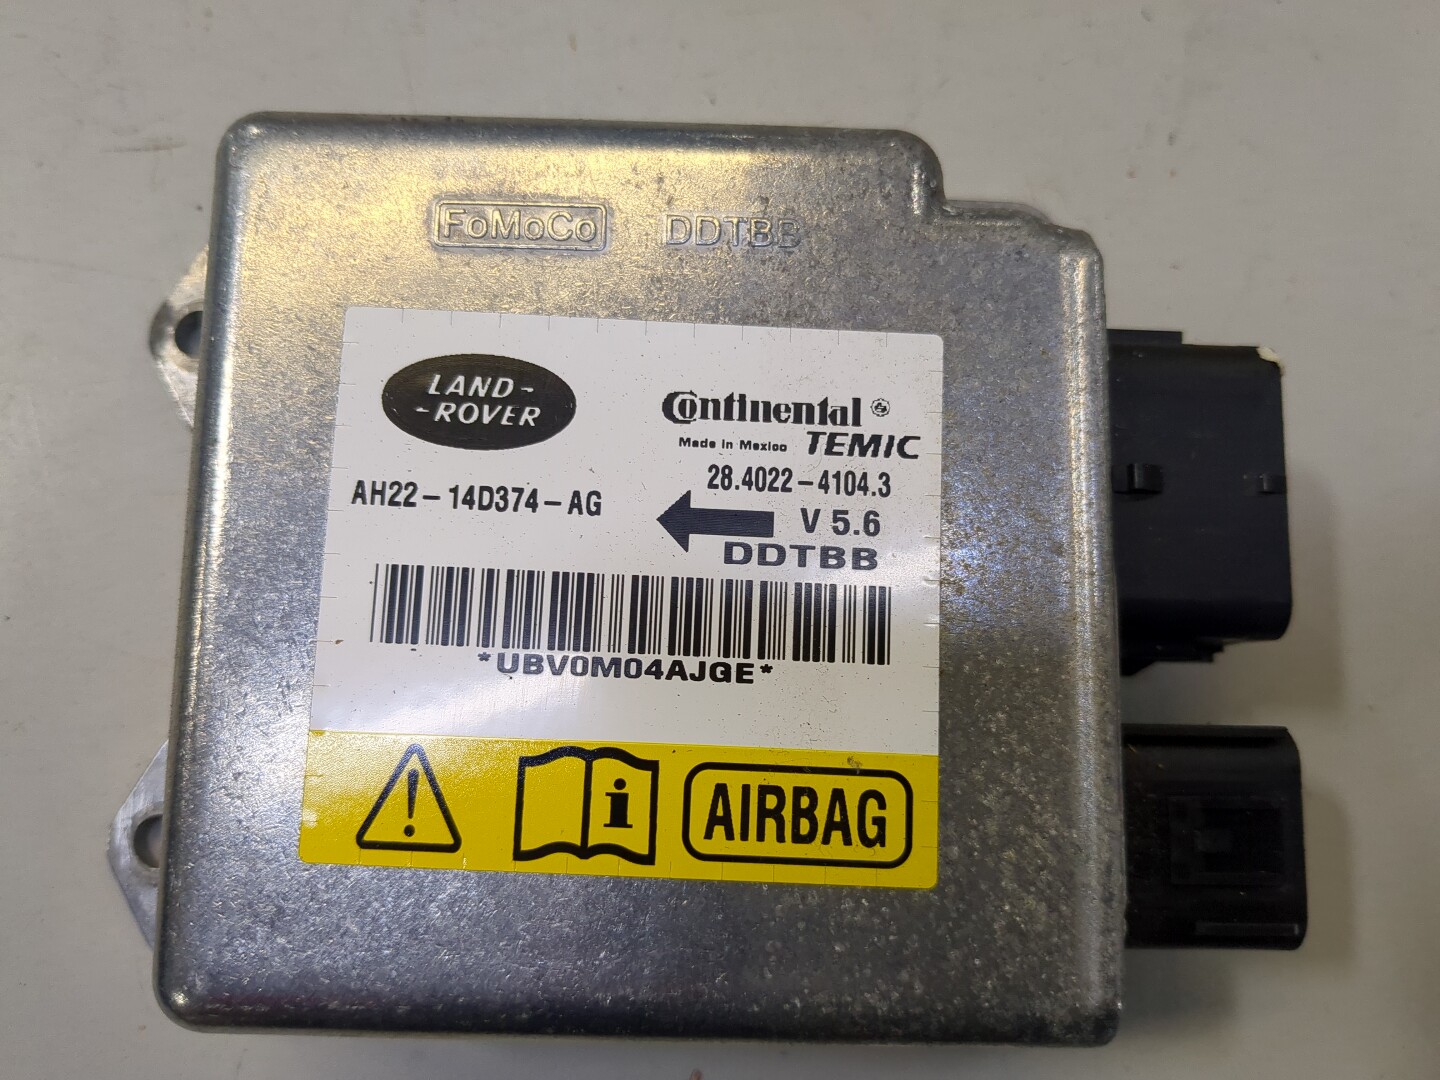 FoMoCo DDTBB
LAND-
-ROVER
Continental
Made in Mexico TEMIC
28.4022-4104.3
AH22-14D374-AG
V 5.6
DDTBB
*UBV0M04AJGE*
! i AIRBAG